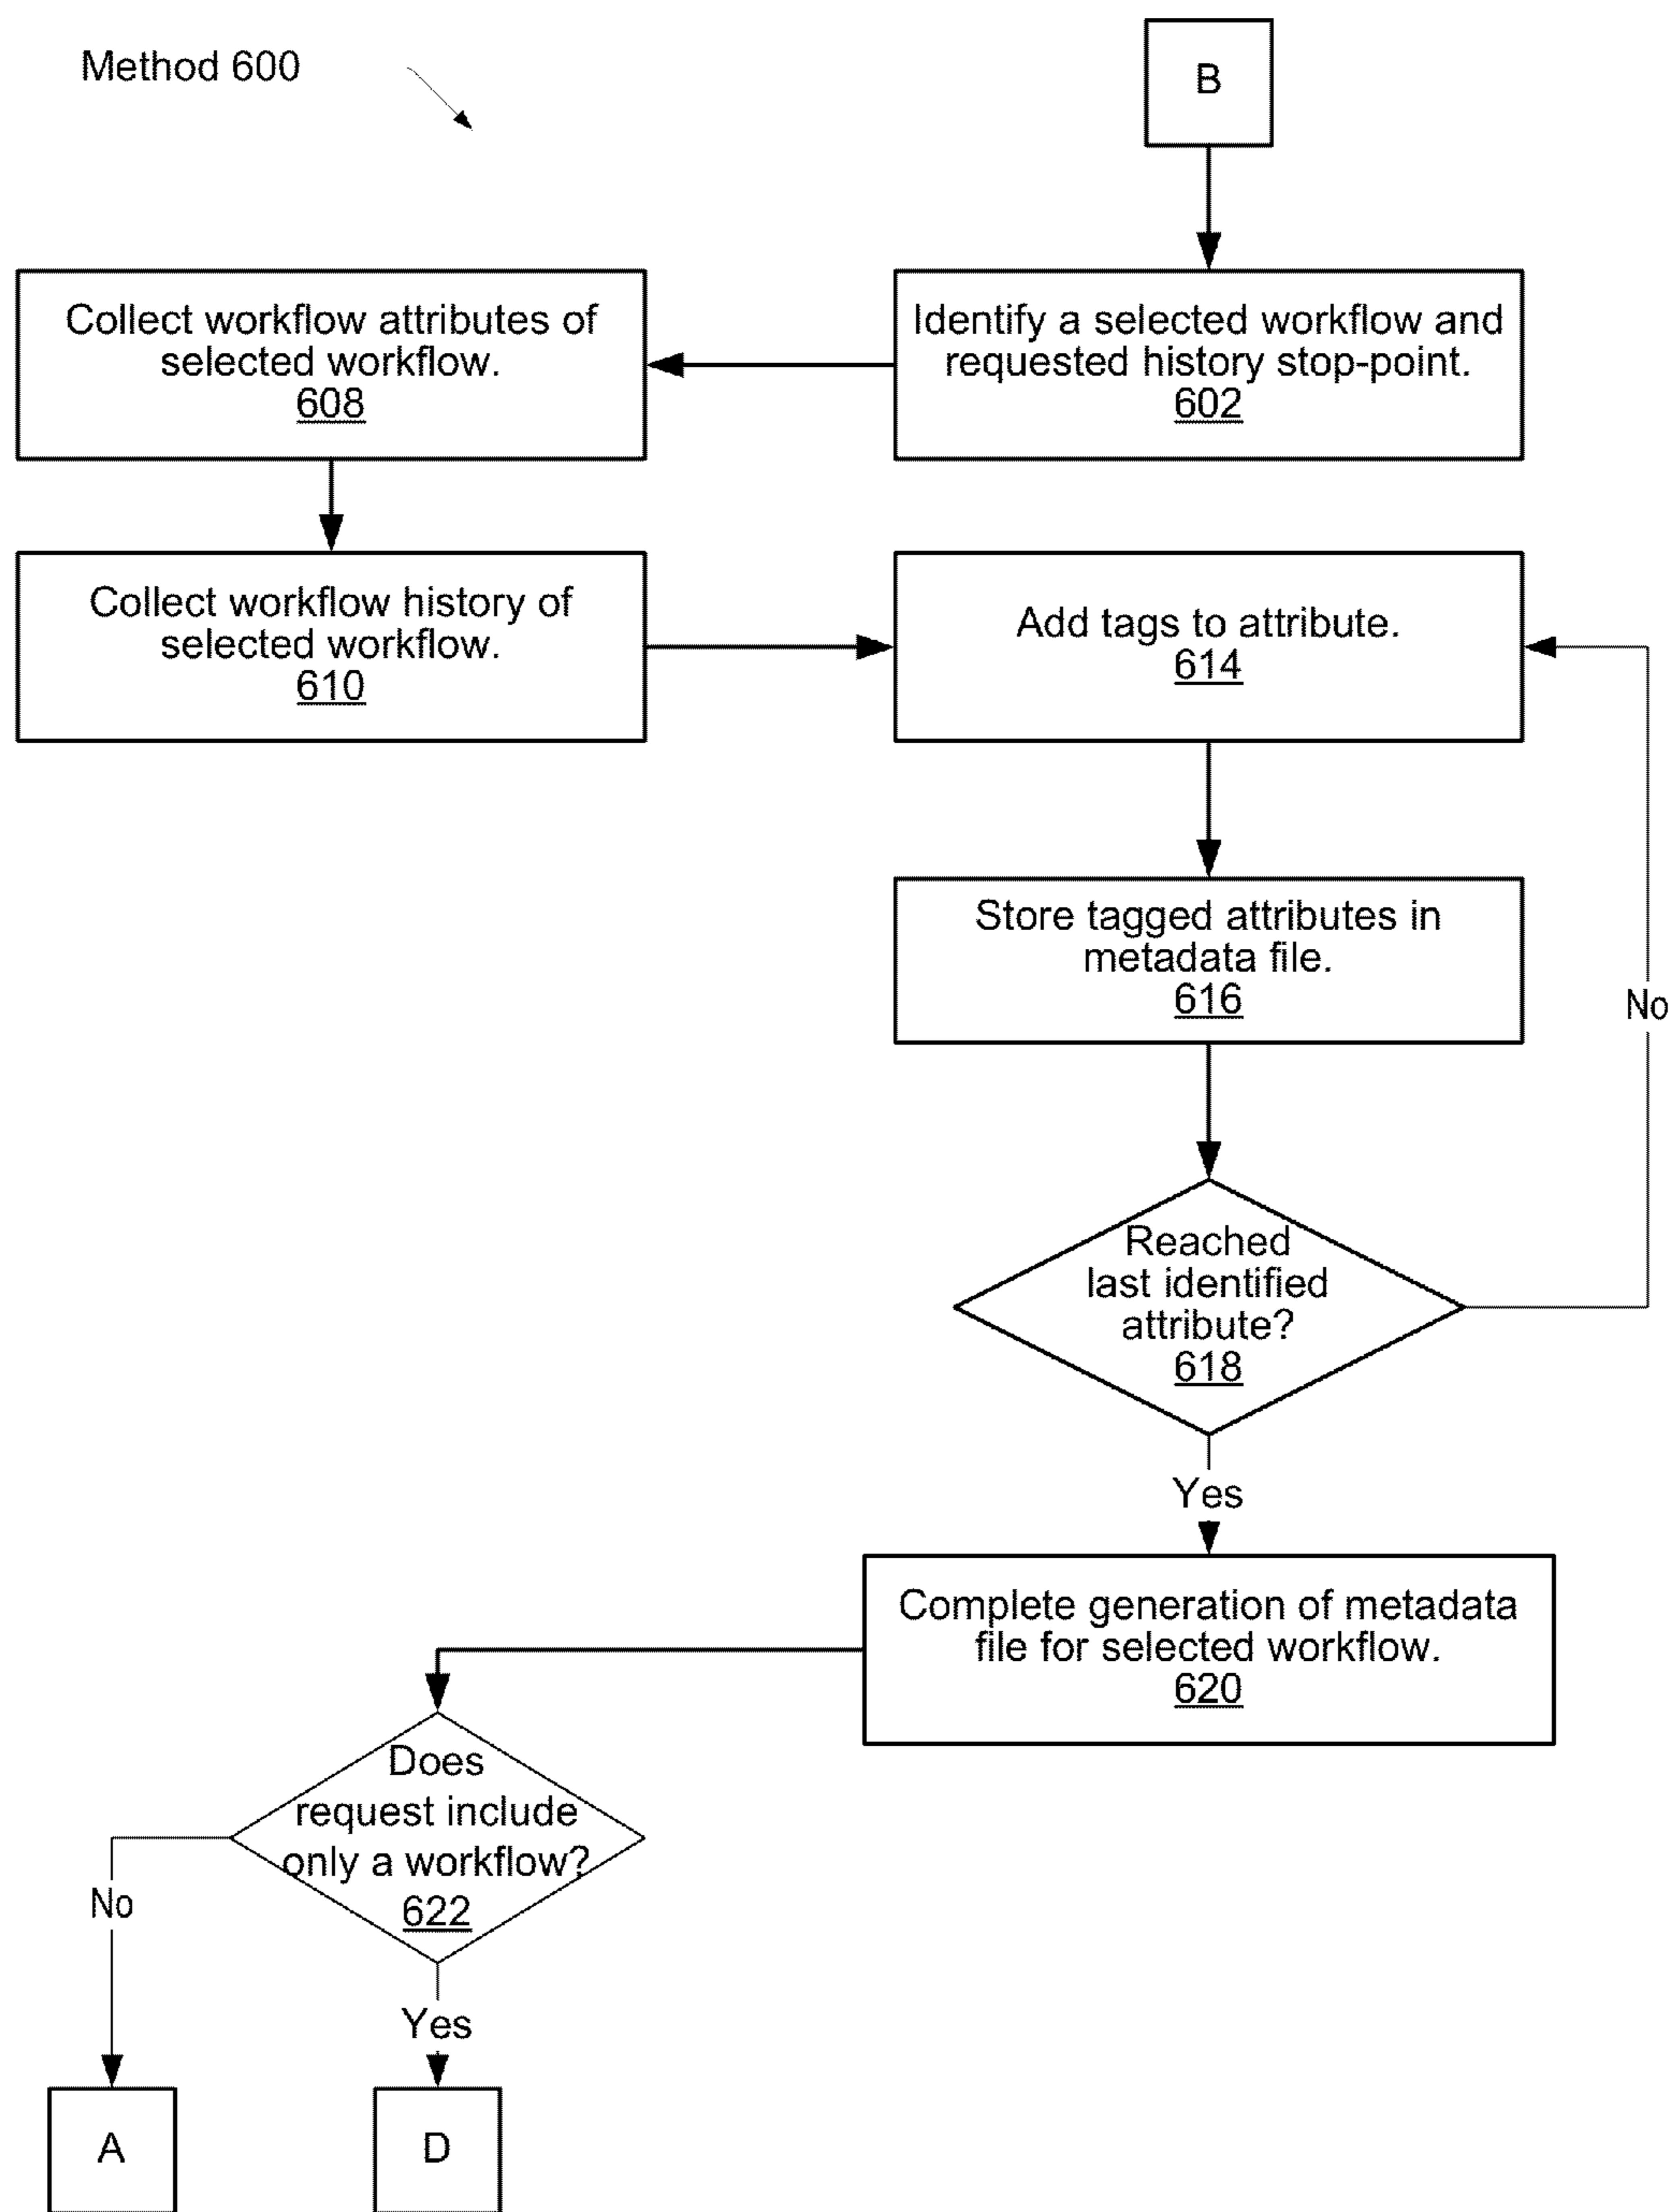 Method 600
B
Identify a selected workflow and
requested history stop-point.
602
Collect workflow attributes of
selected workflow.
608
Collect workflow history of
selected workflow.
610
Add tags to attribute.
614
Store tagged attributes in
metadata file.
616
No
Reached
last identified
attribute?
618
Yes
Complete generation of metadata
file for selected workflow.
620
Does
request include
only a workflow?
622
No
Yes
A
D